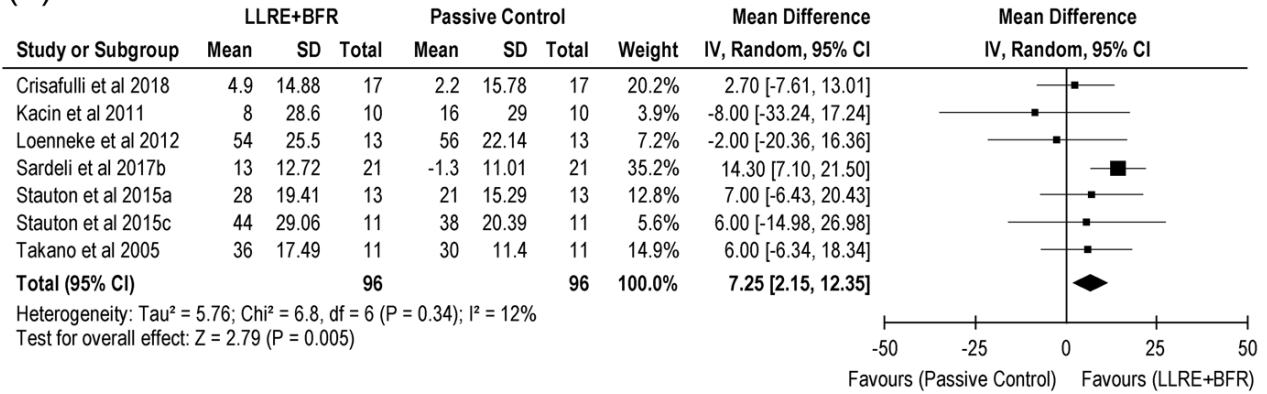 LLRE+BFR Passive Control Mean Difference Mean Difference
Study or Subgroup Mean SD Total Mean SD Total Weight IV, Random, 95% CI IV, Random, 95% CI
Crisafulli et al 2018 4.9 14.88 17 2.2 15.78 17 20.2% 2.70 [-7.61, 13.01]
Kacin et al 2011 8 28.6 10 16 29 10 3.9% -8.00 [-33.24, 17.24]
Loenneke et al 2012 54 25.5 13 56 22.14 13 7.2% -2.00 [-20.36, 16.36]
Sardeli et al 2017b 13 12.72 21 -1.3 11.01 21 35.2% 14.30 [7.10, 21.50]
Stauton et al 2015a 28 19.41 13 21 15.29 13 12.8% 7.00 [-6.43, 20.43]
Stauton et al 2015c 44 29.06 11 38 20.39 11 5.6% 6.00 [-14.98, 26.98]
Takano et al 2005 36 17.49 11 30 11.4 11 14.9% 6.00 [-6.34, 18.34]
Total (95% CI) 96 96 100.0% 7.25 [2.15, 12.35]
Heterogeneity: Tau² = 5.76; Chi² = 6.8, df = 6 (P = 0.34); I² = 12%
Test for overall effect: Z = 2.79 (P = 0.005)
-50 -25 0 25 50
Favours (Passive Control) Favours (LLRE+BFR)